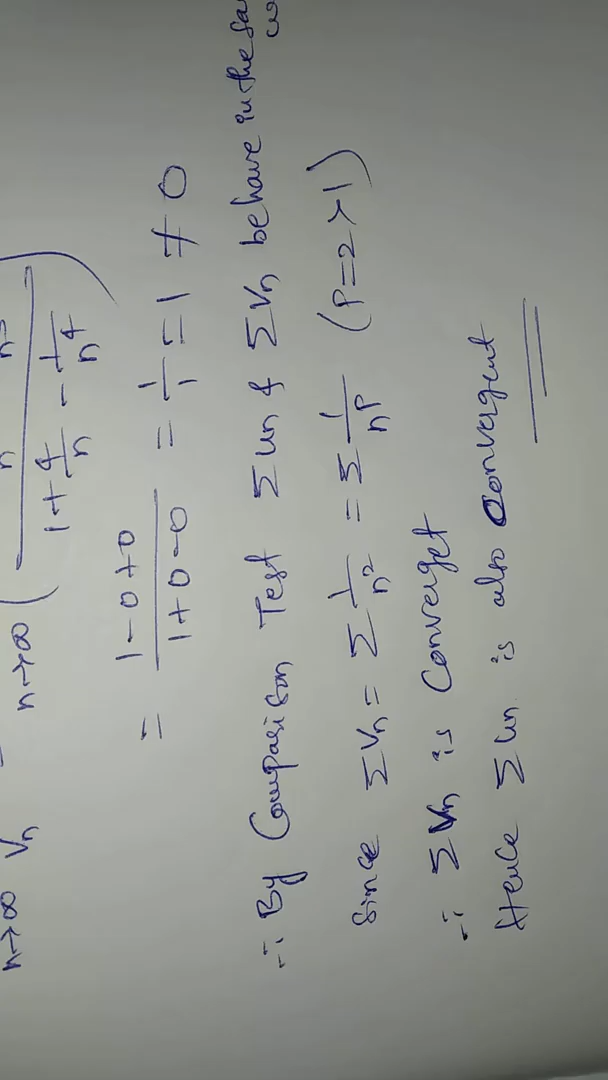 n→∞ Vn n→∞ ( n n
1 + 4/n - 1/n⁴ )
= (1-0+0)/(1+0-0) = 1/1 = 1 ≠ 0
∴ By Comparison Test Σun & ΣVn behave in the
Since ΣVn = Σ 1/n² = Σ 1/nᵖ (P=2>1)
∴ ΣVn is Converget
Hence Σun is also Convergent